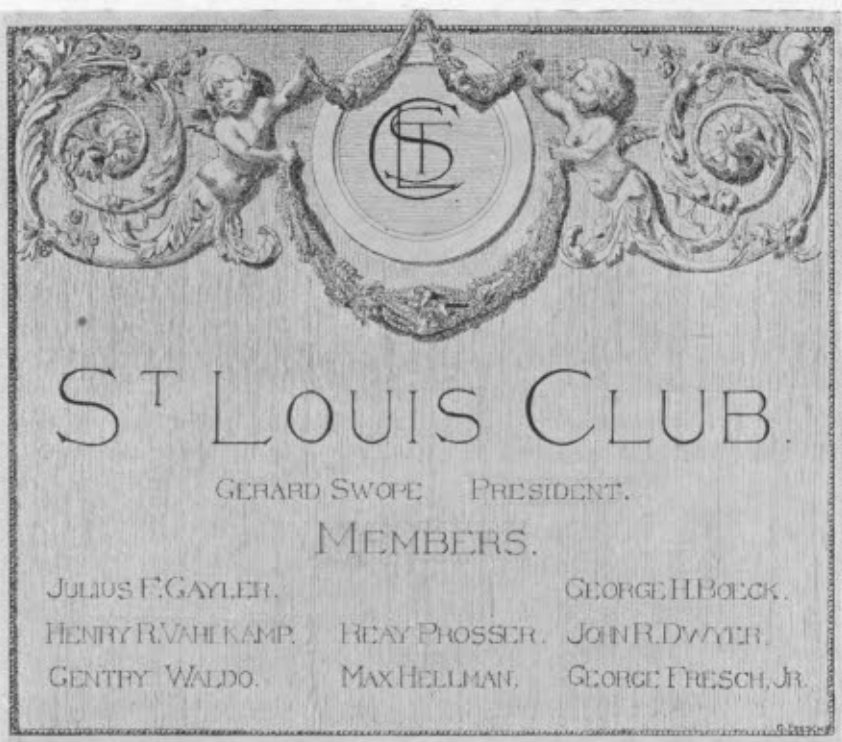 STLC
ST LOUIS CLUB.
GERARD SWOPE PRESIDENT.
MEMBERS.
JULIUS F. GAYLER. GEORGE H. BOECK.
HENRY R. VAHLKAMP. REAY PROSSER. JOHN R. DWYER.
GENTRY WALDO. MAX HELLMAN. GEORGE FRESCH, JR.